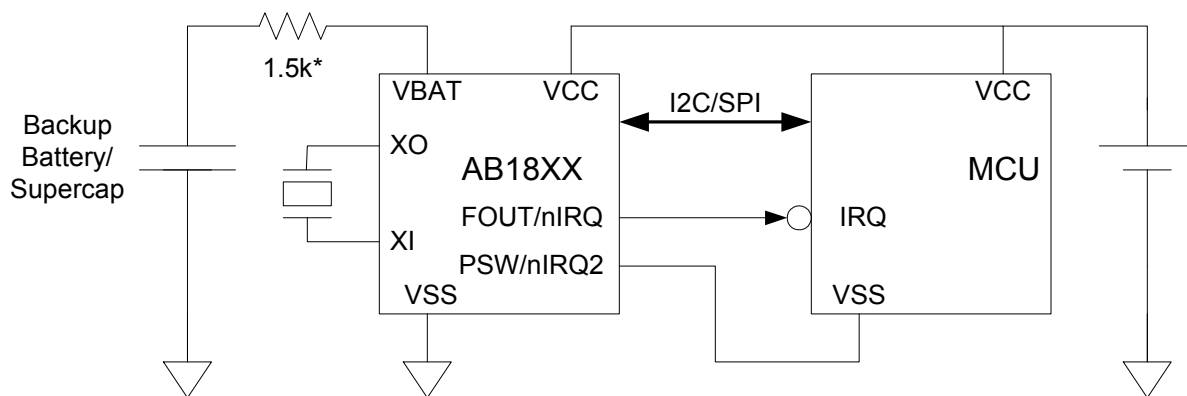 1.5k*
Backup
Battery/
Supercap
VBAT
VCC
XO
AB18XX
XI
FOUT/nIRQ
PSW/nIRQ2
VSS
I2C/SPI
VCC
MCU
IRQ
VSS